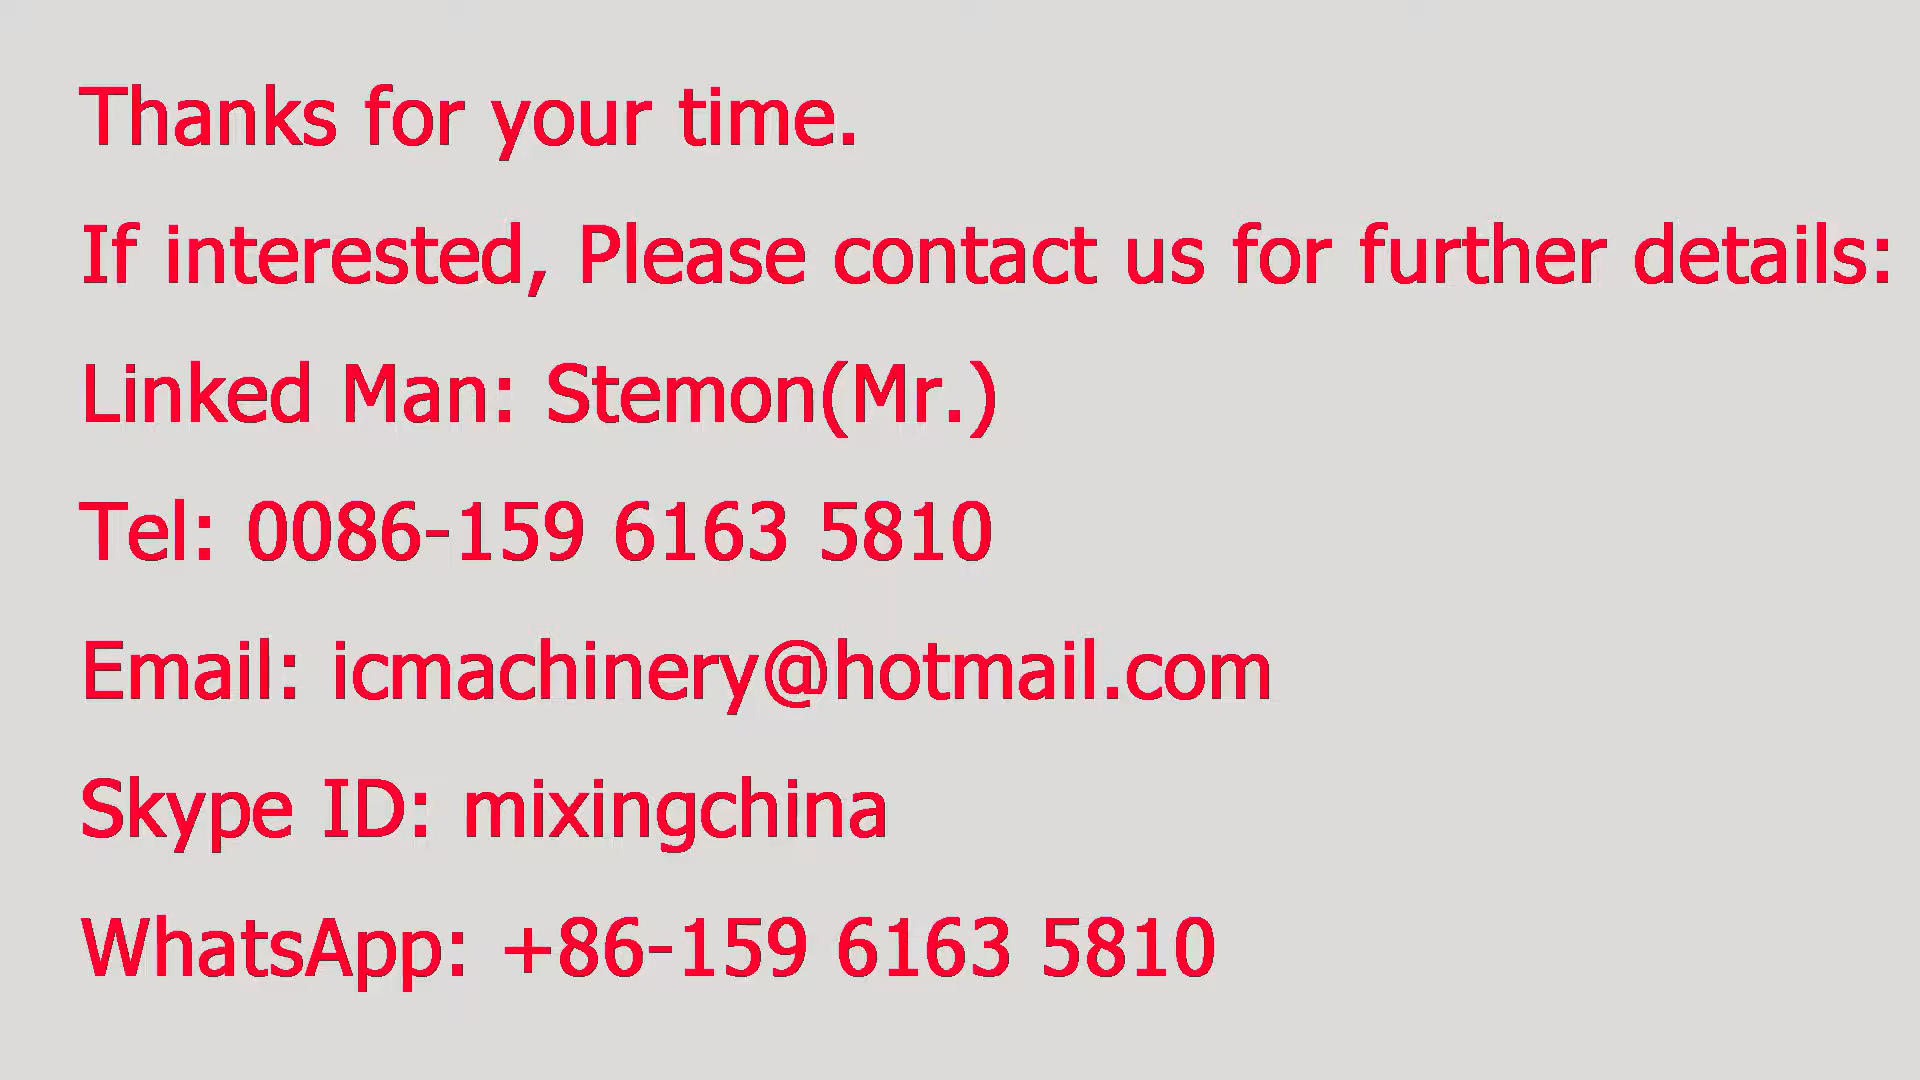 Thanks for your time.
If interested, Please contact us for further details:
Linked Man: Stemon(Mr.)
Tel: 0086-159 6163 5810
Email: icmachinery@hotmail.com
Skype ID: mixingchina
WhatsApp: +86-159 6163 5810